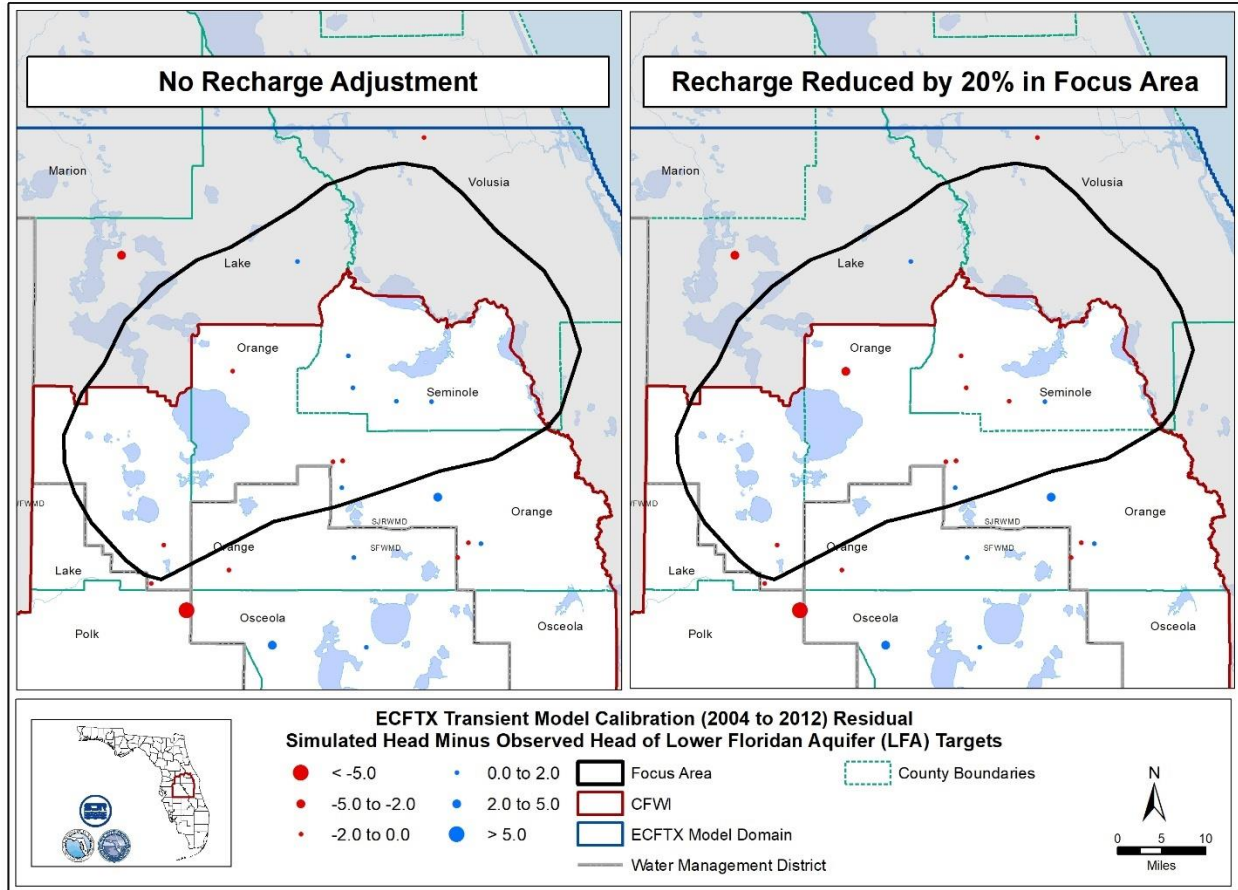 No Recharge Adjustment
Marion
Volusia
Lake
Orange
Seminole
Orange
SJRWMD
Orange
SFWMD
Lake
Osceola
Polk
Osceola
Recharge Reduced by 20% in Focus Area
Marion
Volusia
Lake
Orange
Seminole
Orange
SJRWMD
Orange
SFWMD
Lake
Osceola
Polk
Osceola
ECFTX Transient Model Calibration (2004 to 2012) Residual
Simulated Head Minus Observed Head of Lower Floridan Aquifer (LFA) Targets
< -5.0
-5.0 to -2.0
-2.0 to 0.0
0.0 to 2.0
2.0 to 5.0
> 5.0
Focus Area
CFWI
ECFTX Model Domain
Water Management District
County Boundaries
N
0 5 10
Miles